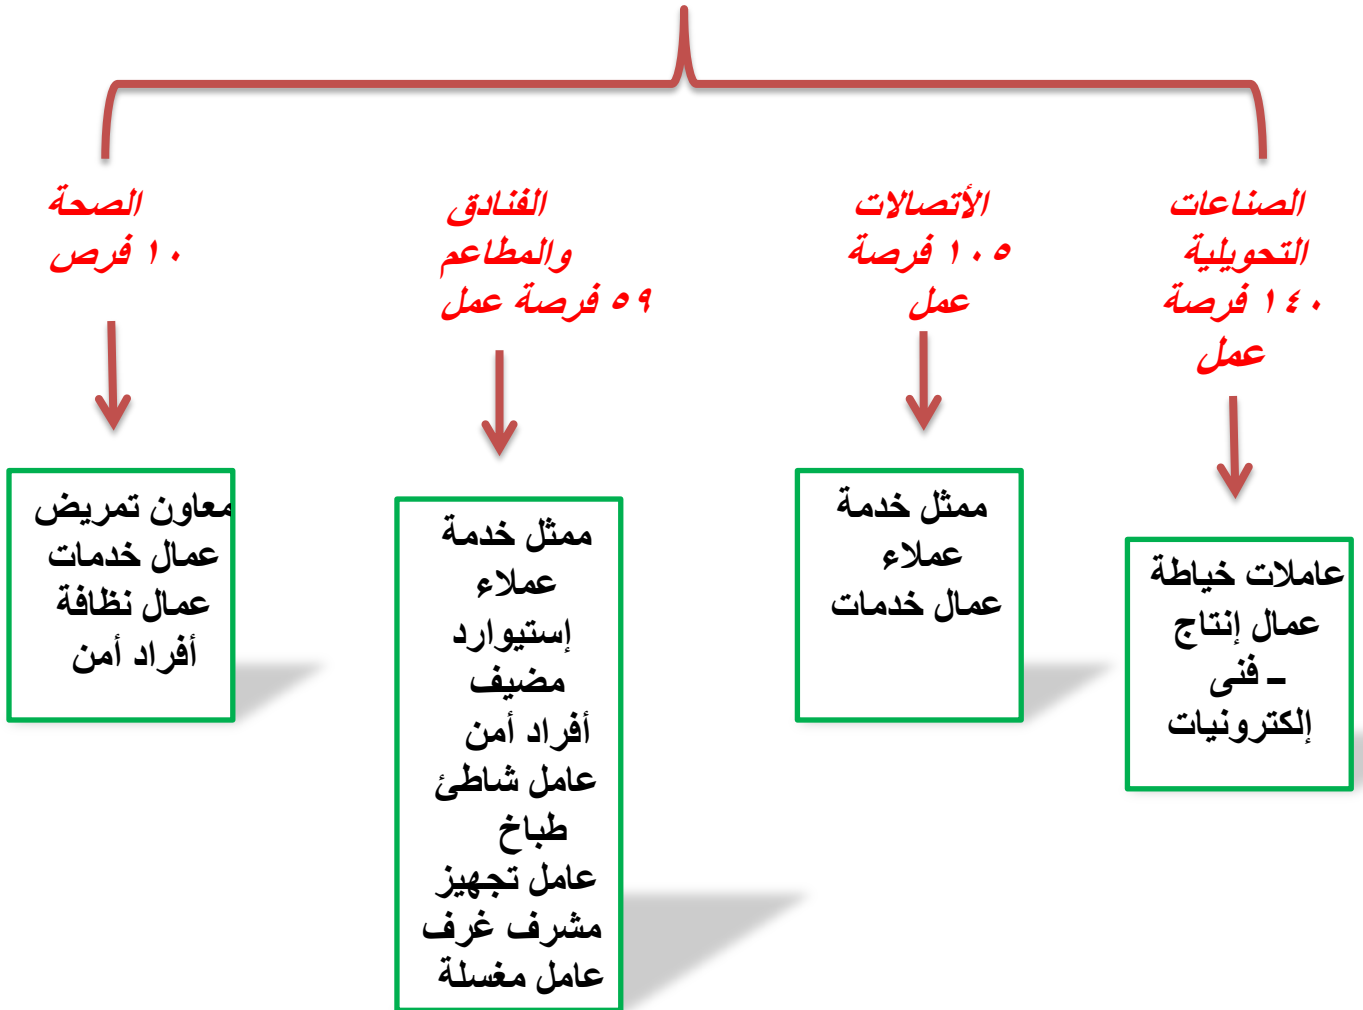 الصناعات
التحويلية
١٤٠ فرصة
عمل
الأتصالات
١٠٥ فرصة
عمل
الفنادق
والمطاعم
٥٩ فرصة عمل
الصحة
١٠ فرص
عاملات خياطة
عمال إنتاج
– فنى
إلكترونيات
ممثل خدمة
عملاء
عمال خدمات
ممثل خدمة
عملاء
إستيوارد
مضيف
أفراد أمن
عامل شاطئ
طباخ
عامل تجهيز
مشرف غرف
عامل مغسلة
معاون تمريض
عمال خدمات
عمال نظافة
أفراد أمن